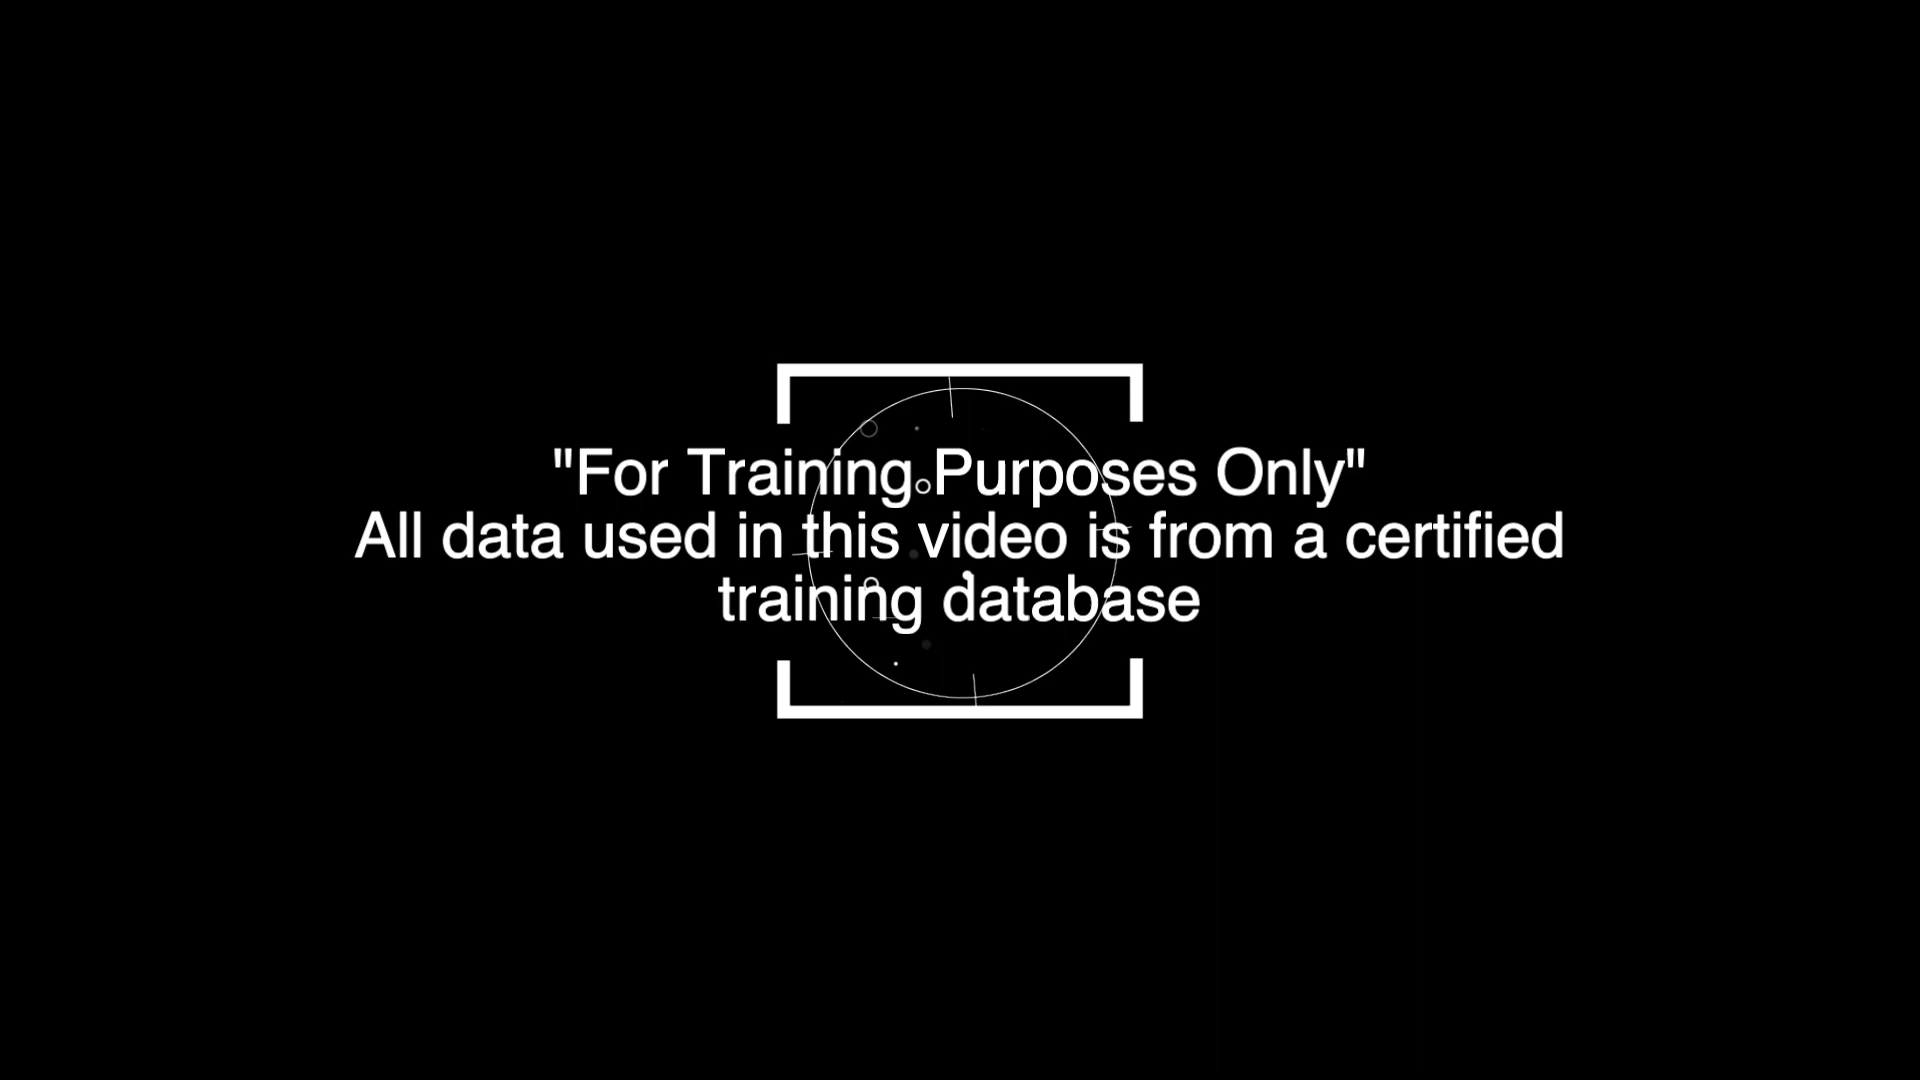 "For Training Purposes Only"
All data used in this video is from a certified
training database